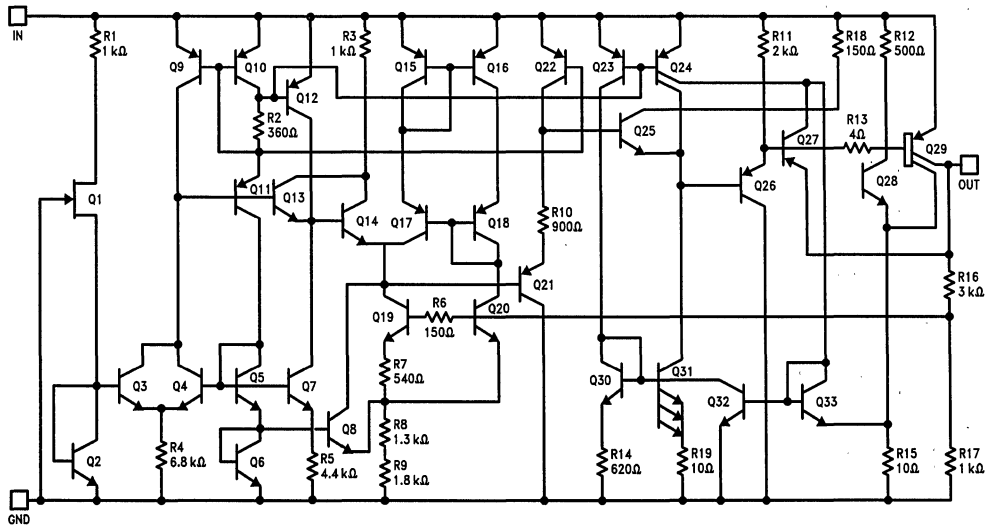 IN
R1
1 kΩ
Q9
Q10
Q12
R2
360Ω
R3
1 kΩ
Q15
Q16
Q22
Q23
Q24
Q25
R11
2 kΩ
R18
150Ω
R12
500Ω
Q27
R13
4Ω
Q29
OUT
Q1
Q11
Q13
Q14
Q17
Q18
R10
900Ω
Q26
Q28
Q21
R16
3 kΩ
Q19
R6
150Ω
Q20
Q3
Q4
Q5
Q7
R7
540Ω
Q30
Q31
Q32
Q33
Q2
R4
6.8 kΩ
Q6
R5
4.4 kΩ
Q8
R8
1.3 kΩ
R9
1.8 kΩ
R14
620Ω
R19
10Ω
R15
10Ω
R17
1 kΩ
GND